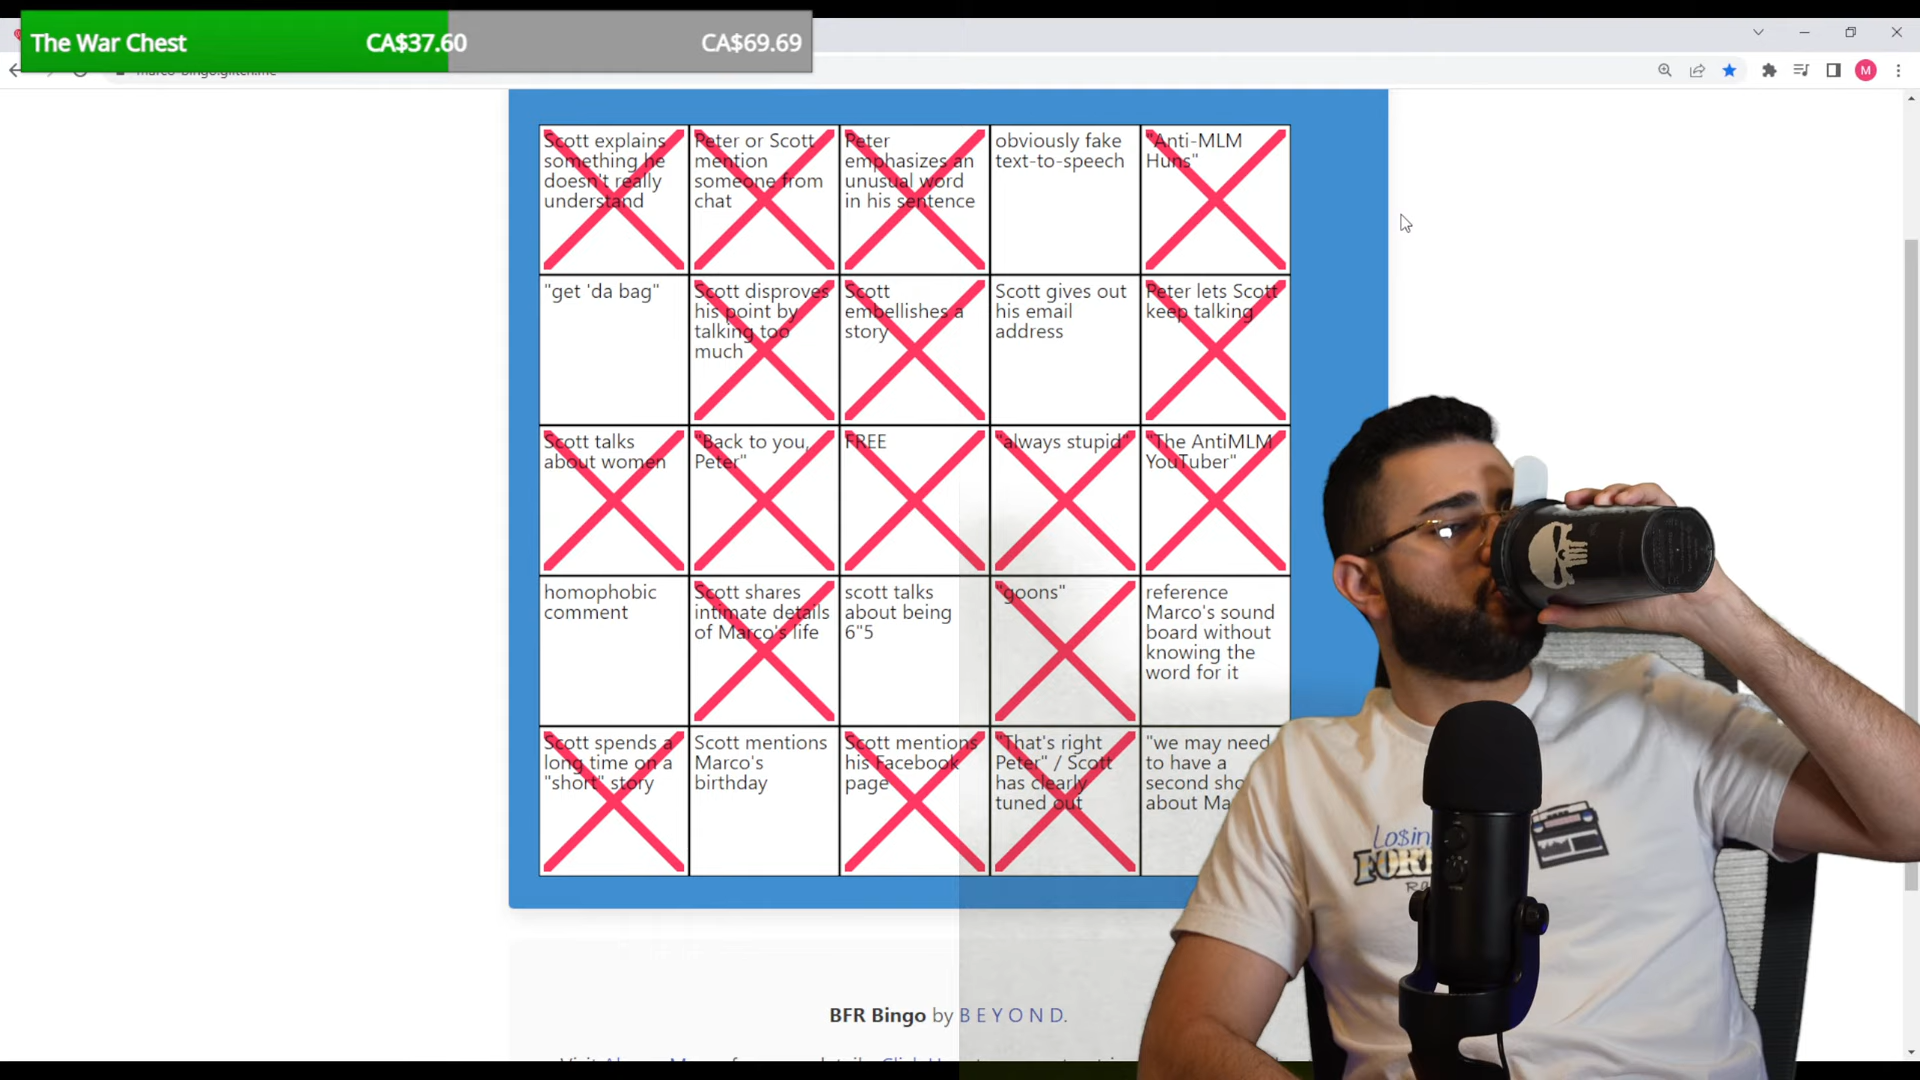 The War Chest CA$37.60 CA$69.69
M
Scott explains
something he
doesn't really
understand
Peter or Scott
mention
someone from
chat
Peter
emphasizes an
unusual word
in his sentence
obviously fake
text-to-speech
"Anti-MLM
Huns"
"get 'da bag"
Scott disproves
his point by
talking too
much
Scott
embellishes a
story
Scott gives out
his email
address
Peter lets Scott
keep talking
Scott talks
about women
"Back to you,
Peter"
FREE
"always stupid"
"The AntiMLM
YouTuber"
homophobic
comment
Scott shares
intimate details
of Marco's life
scott talks
about being
6"5
"goons"
reference
Marco's sound
board without
knowing the
word for it
Scott spends a
long time on a
"short" story
Scott mentions
Marco's
birthday
Scott mentions
his Facebook
page
"That's right
Peter" / Scott
has clearly
tuned out
"we may need
to have a
second sho
about Ma
Lo$in
FORT
BFR Bingo by B E Y O N D.